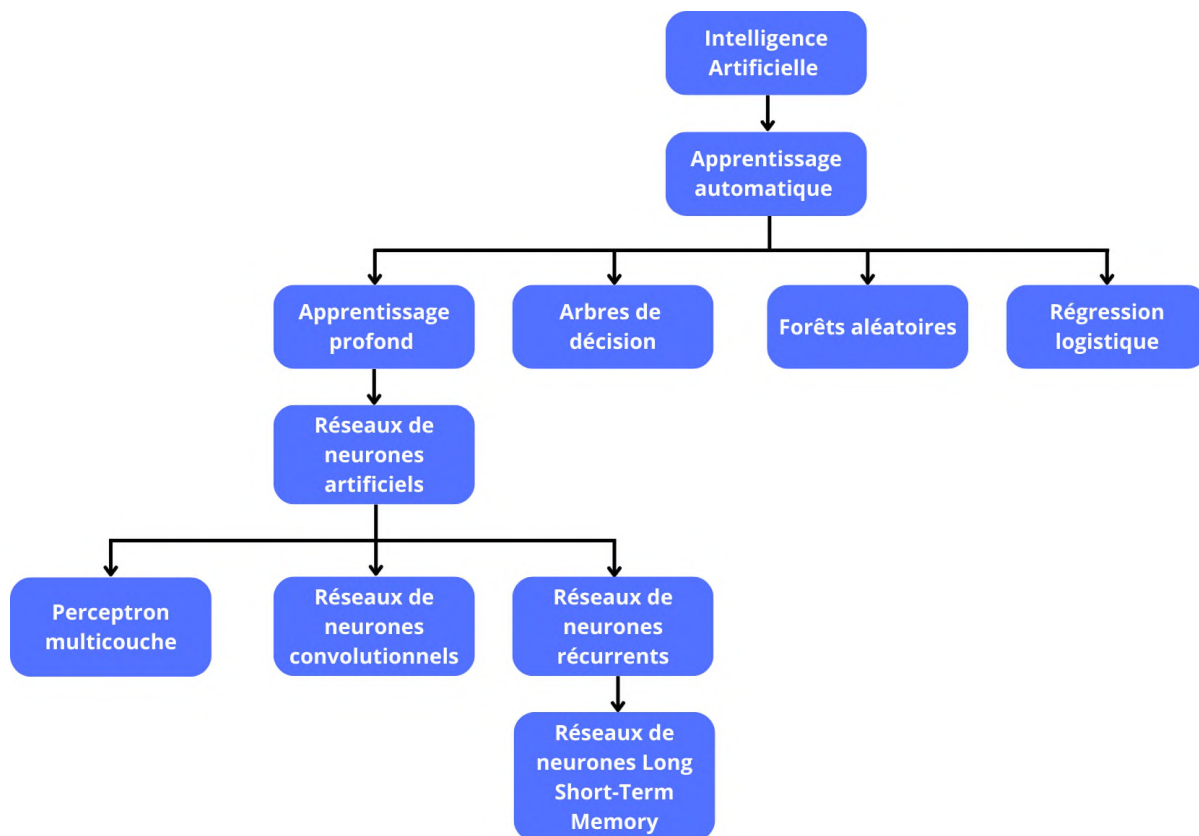 Intelligence
Artificielle
Apprentissage
automatique
Apprentissage
profond
Arbres de
décision
Forêts aléatoires
Régression
logistique
Réseaux de
neurones
artificiels
Perceptron
multicouche
Réseaux de
neurones
convolutionnels
Réseaux de
neurones
récurrents
Réseaux de
neurones Long
Short-Term
Memory